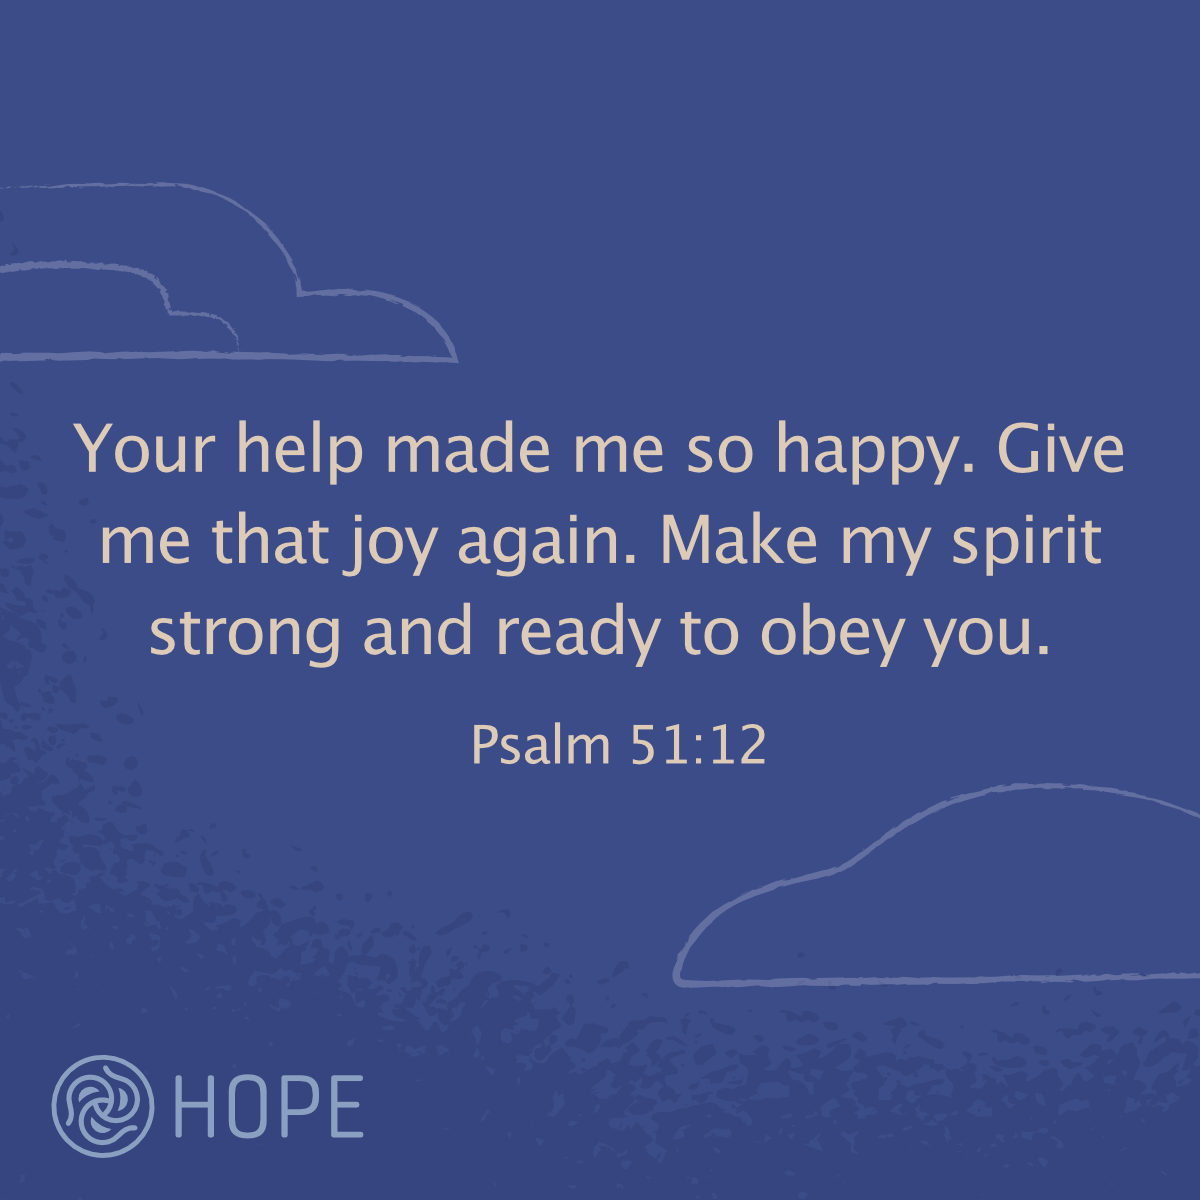 Your help made me so happy. Give
me that joy again. Make my spirit
strong and ready to obey you.
Psalm 51:12
HOPE